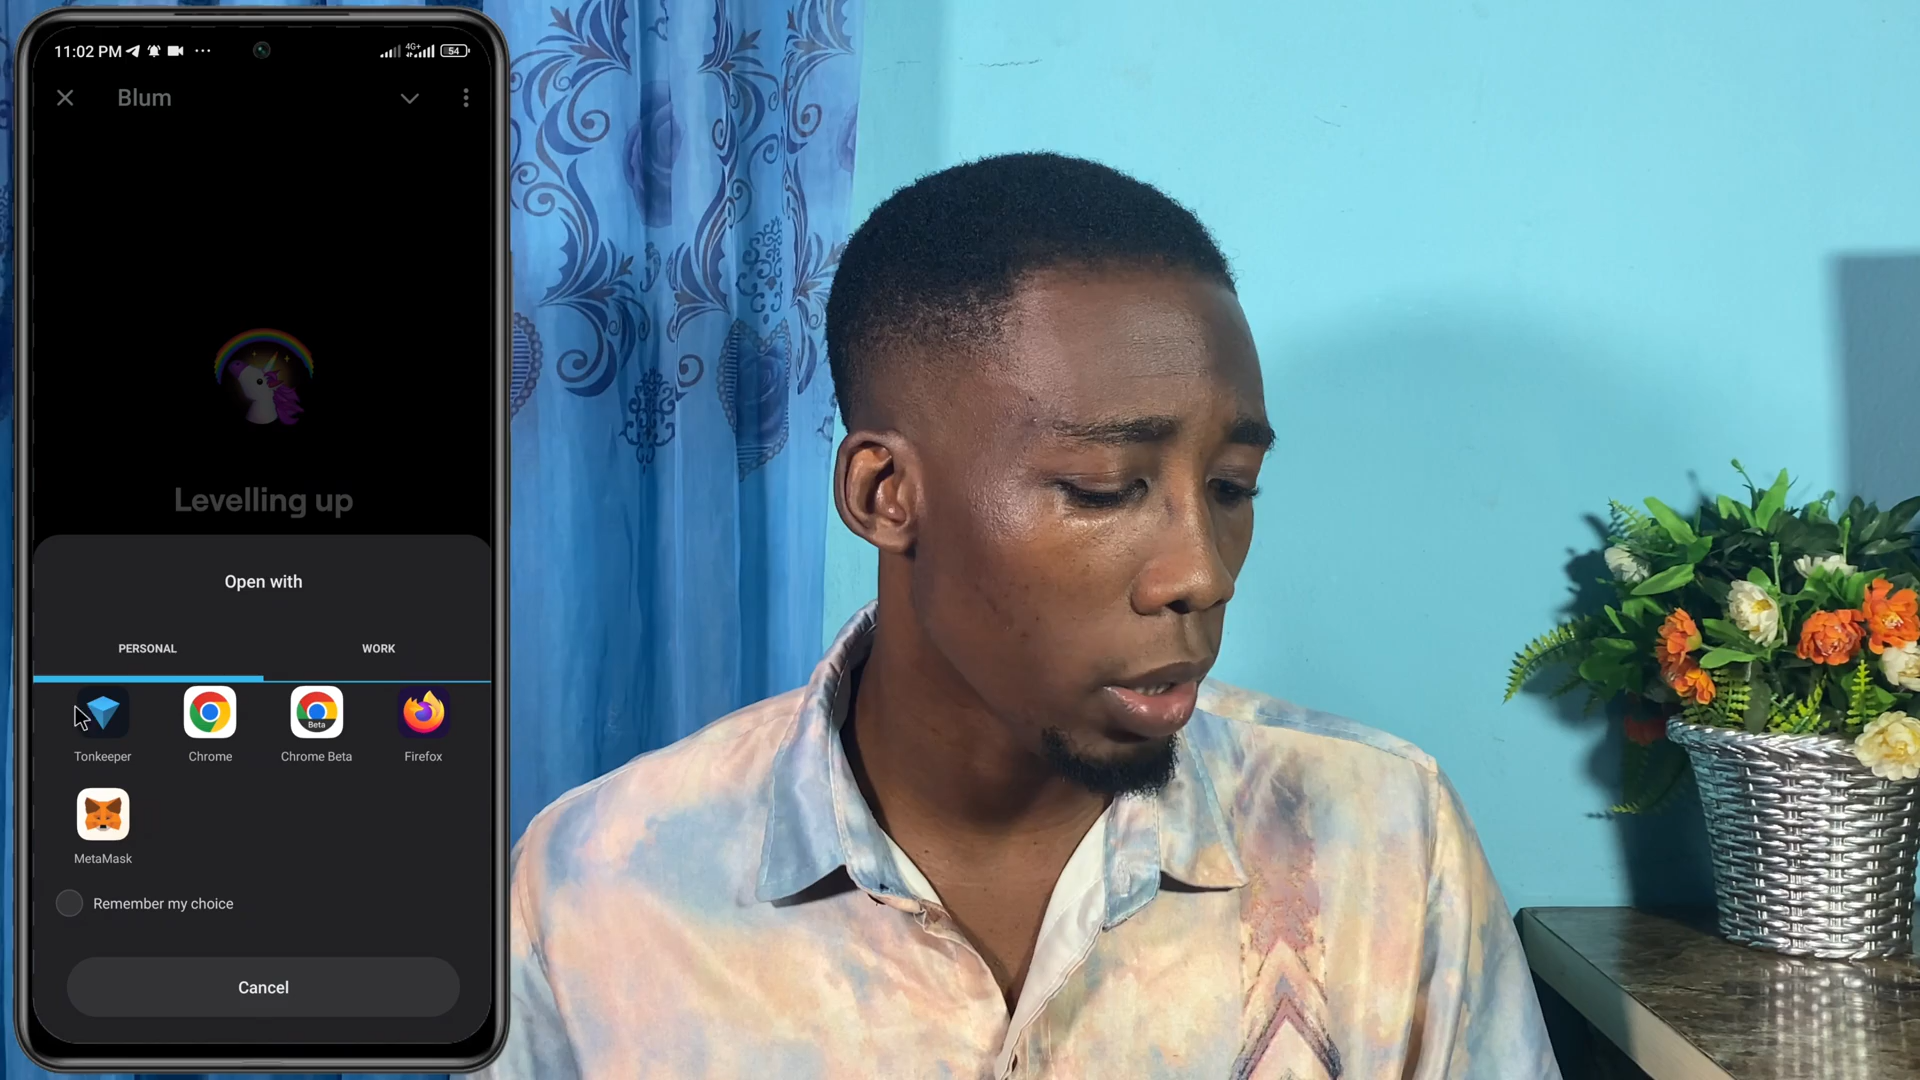 11:02 PM 4G+ 54
Blum
Levelling up
Open with
PERSONAL WORK
Tonkeeper Chrome Beta Chrome Beta Firefox
MetaMask
Remember my choice
Cancel